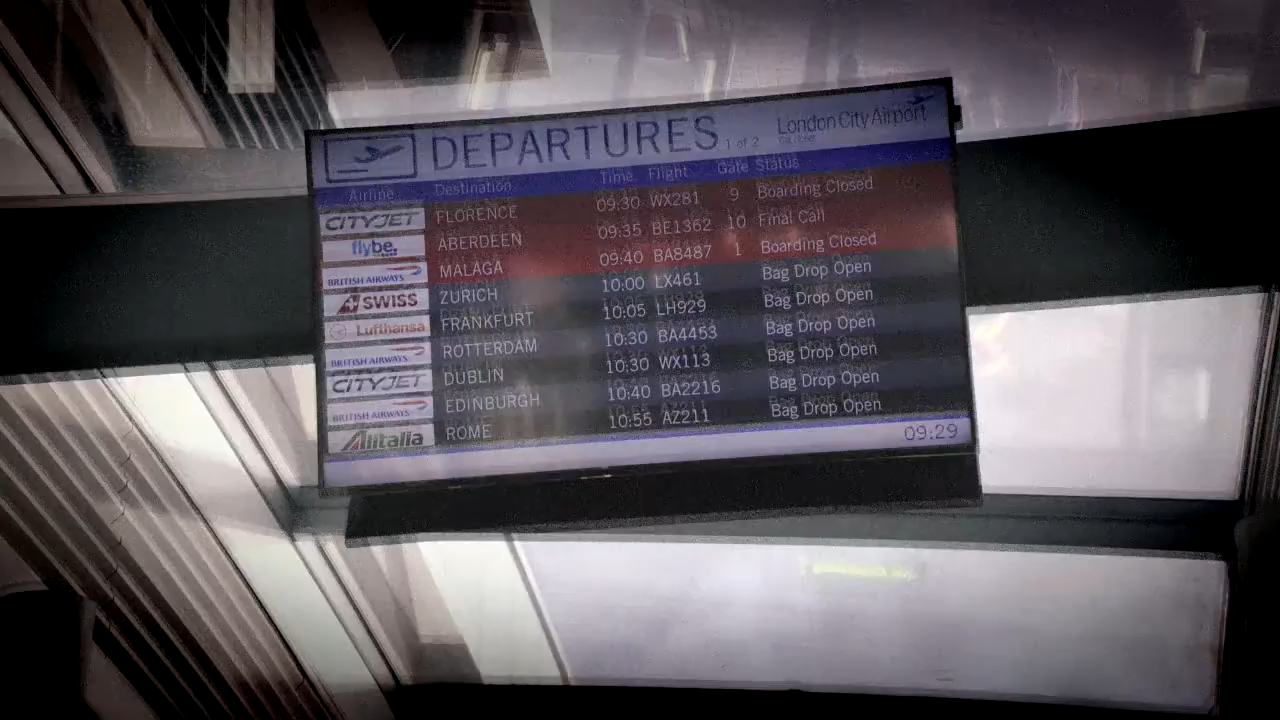 DEPARTURES 1 of 2 London City Airport
Airline Destination Time Flight Gate Status
CITYJET FLORENCE 09:30 WX281 9 Boarding Closed
flybe. ABERDEEN 09:35 BE1362 10 Final Call
BRITISH AIRWAYS MALAGA 09:40 BA8487 1 Boarding Closed
SWISS ZURICH 10:00 LX461 Bag Drop Open
Lufthansa FRANKFURT 10:05 LH929 Bag Drop Open
BRITISH AIRWAYS ROTTERDAM 10:30 BA4453 Bag Drop Open
CITYJET DUBLIN 10:30 WX113 Bag Drop Open
BRITISH AIRWAYS EDINBURGH 10:40 BA2216 Bag Drop Open
Alitalia ROME 10:55 AZ211 Bag Drop Open
09:29